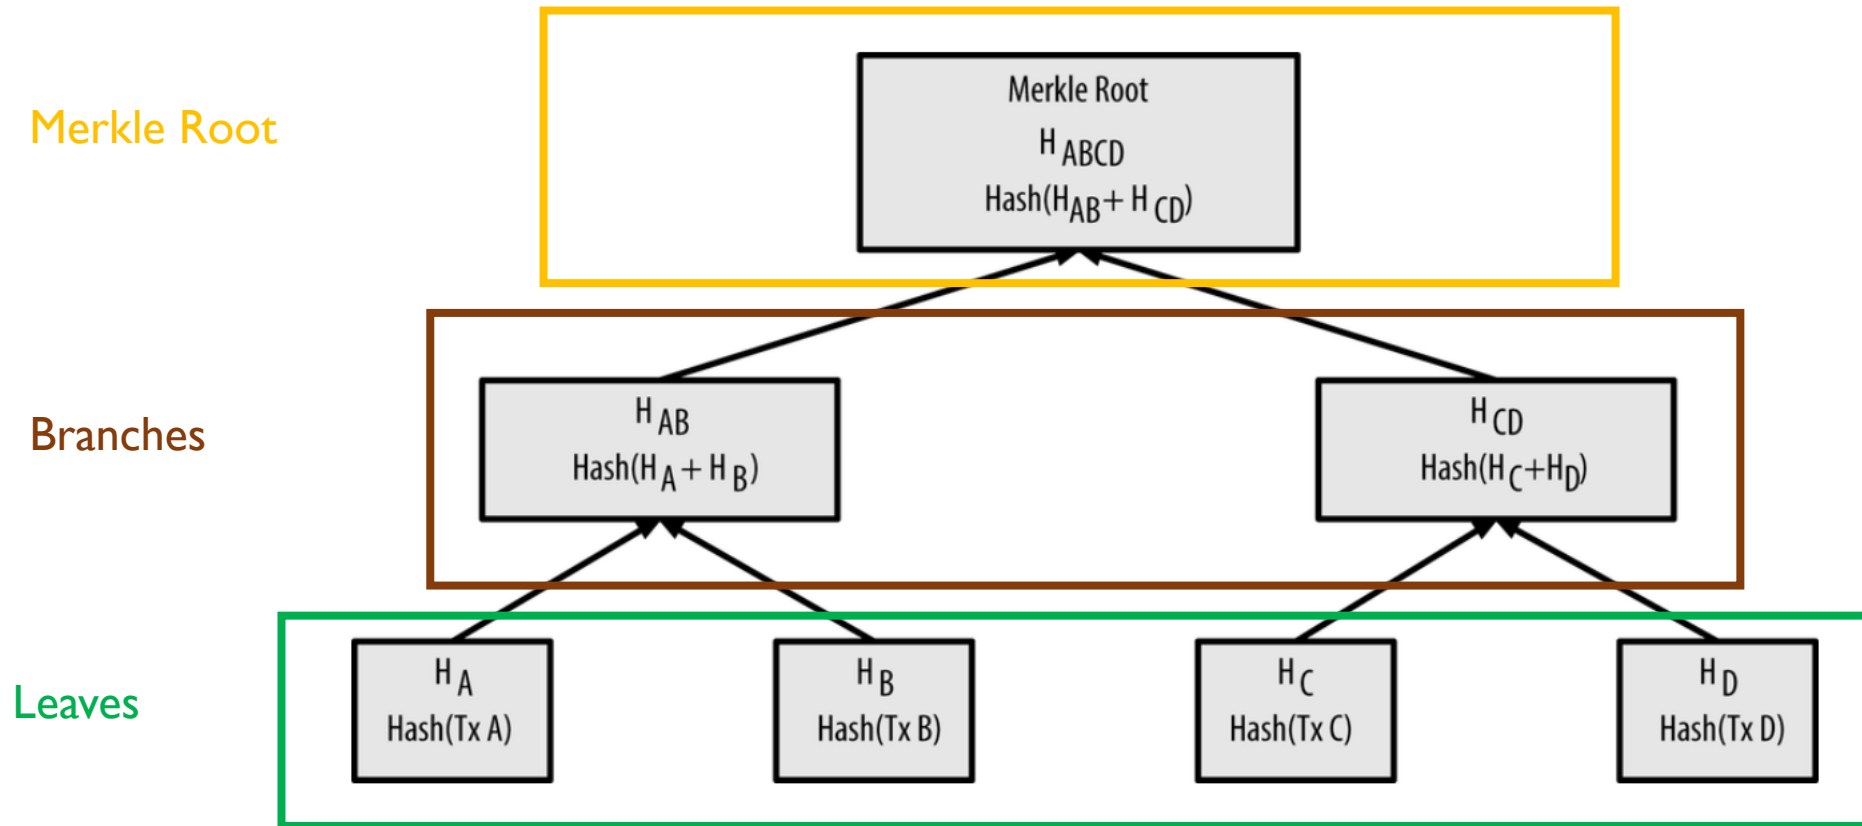 Merkle Root
Merkle Root
H ABCD
Hash(HAB+ H CD)
Branches
H AB
Hash(H A + H B)
H CD
Hash(H C+HD)
Leaves
H A
Hash(Tx A)
H B
Hash(Tx B)
H C
Hash(Tx C)
H D
Hash(Tx D)